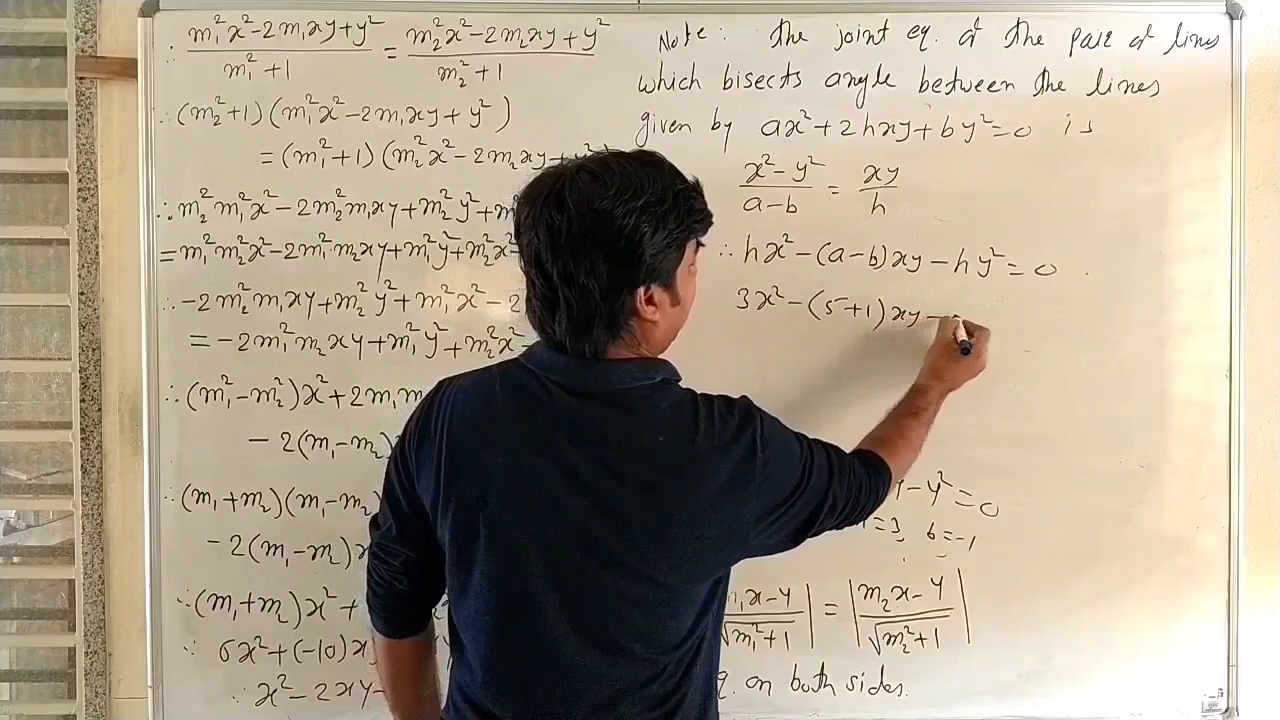 ∴ (m₁²x²-2m₁xy+y²)/(m₁²+1) = (m₂²x²-2m₂xy+y²)/(m₂²+1)
∴ (m₂²+1)(m₁²x²-2m₁xy+y²)
= (m₁²+1)(m₂²x²-2m₂xy+y²)
∴ m₂²m₁²x²-2m₂²m₁xy+m₂²y²+m
= m₁²m₂²x²-2m₁²m₂xy+m₁²y²+m₂²x²-
∴ -2m₂²m₁xy+m₂²y²+m₁²x²-2
= -2m₁²m₂xy+m₁²y²+m₂²x²-
∴ (m₁²-m₂²)x²+2m₁m
- 2(m₁-m₂)
∴ (m₁+m₂)(m₁-m₂)
- 2(m₁-m₂)x
∴ (m₁+m₂)x²+
∴ 6x²+(-10)x
∴ x²-2xy-
Note: the joint eq. of the pair of lines
which bisects angle between the lines
given by ax²+2hxy+by²=0 is
(x²-y²)/(a-b) = xy/h
∴ hx²-(a-b)xy-hy²=0
3x²-(5+1)xy-
y-y²=0
=3, b=-1
|(m₁x-y)/√(m₁²+1)| = |(m₂x-y)/√(m₂²+1)|
q. on both sides.